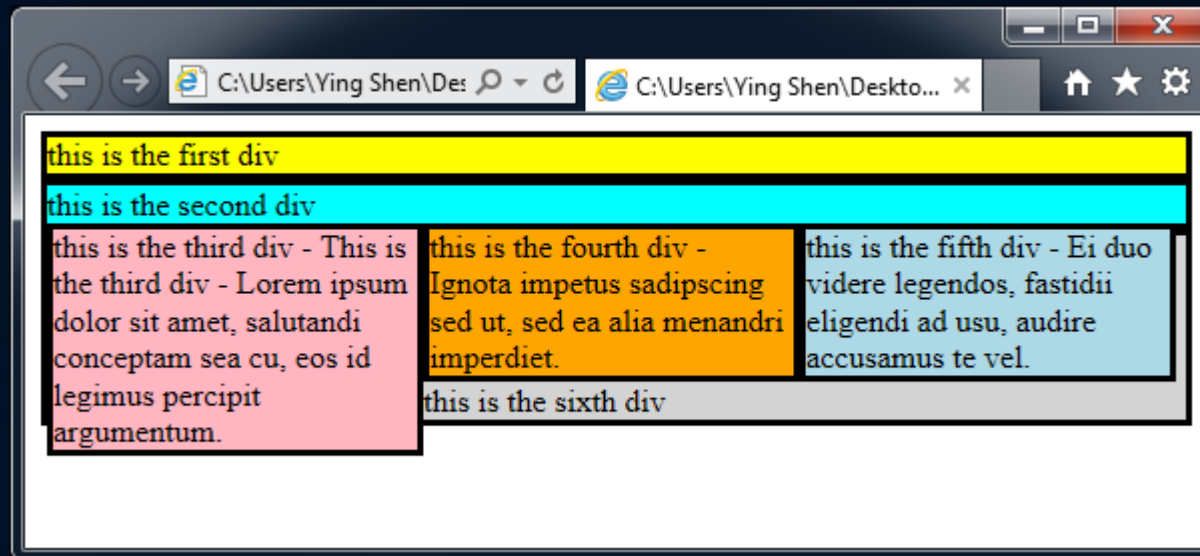 C:\Users\Ying Shen\Des
C:\Users\Ying Shen\Deskto...
this is the first div
this is the second div
this is the third div - This is
the third div - Lorem ipsum
dolor sit amet, salutandi
conceptam sea cu, eos id
legimus percipit
argumentum.
this is the fourth div -
Ignota impetus sadipscing
sed ut, sed ea alia menandri
imperdiet.
this is the fifth div - Ei duo
videre legendos, fastidii
eligendi ad usu, audire
accusamus te vel.
this is the sixth div